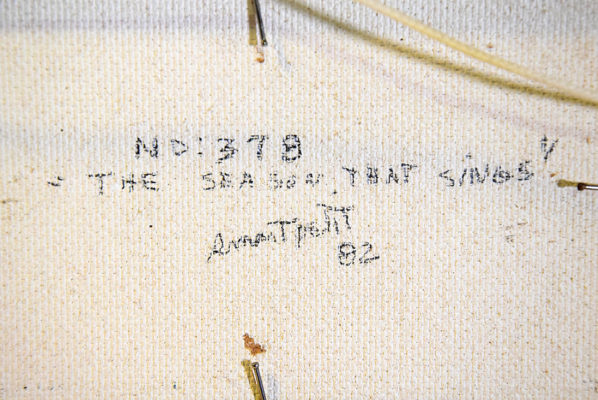 NO: 378
"THE SEASON THAT SINGS"
82